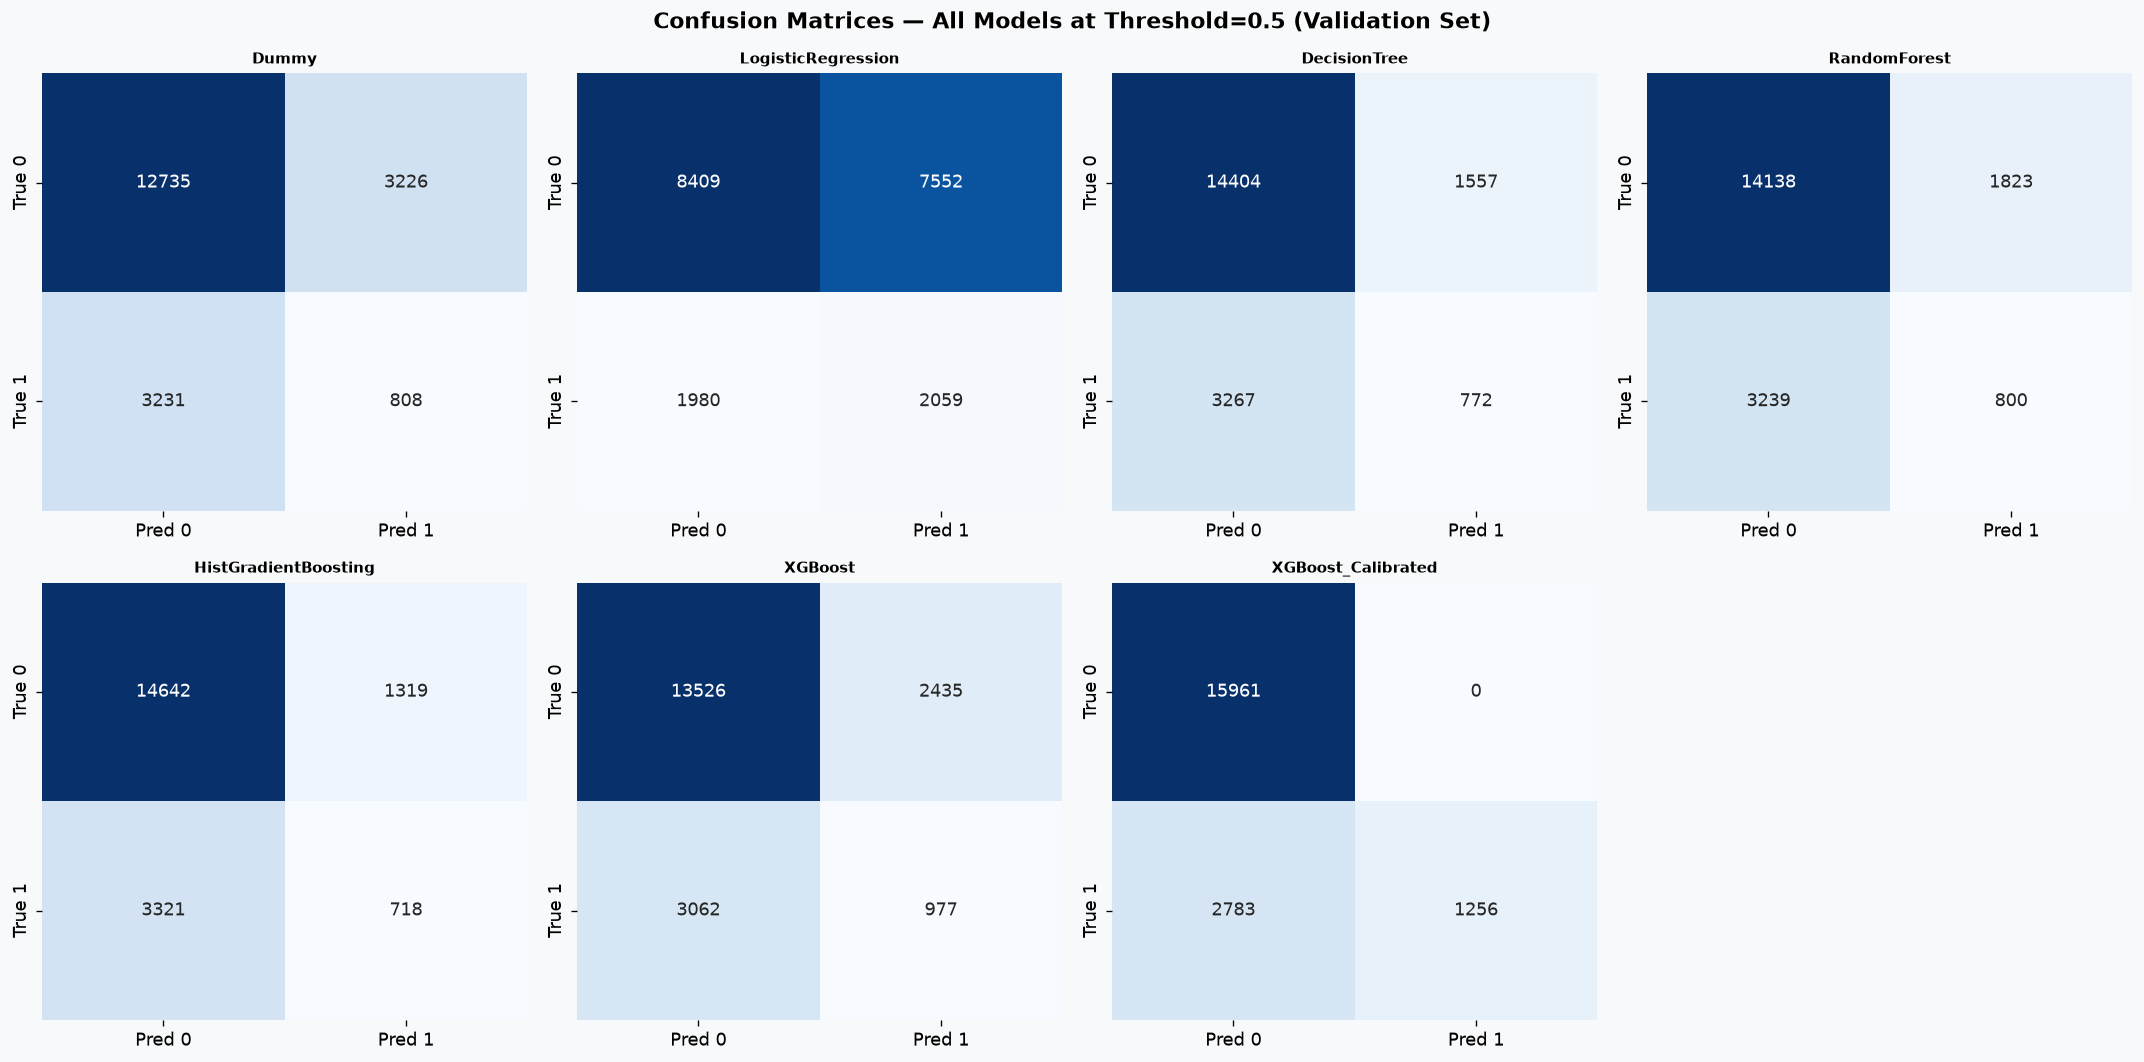 Confusion Matrices — All Models at Threshold=0.5 (Validation Set)
Dummy
True 0
12735
3226
True 1
3231
808
Pred 0
Pred 1
LogisticRegression
True 0
8409
7552
True 1
1980
2059
Pred 0
Pred 1
DecisionTree
True 0
14404
1557
True 1
3267
772
Pred 0
Pred 1
RandomForest
True 0
14138
1823
True 1
3239
800
Pred 0
Pred 1
HistGradientBoosting
True 0
14642
1319
True 1
3321
718
Pred 0
Pred 1
XGBoost
True 0
13526
2435
True 1
3062
977
Pred 0
Pred 1
XGBoost_Calibrated
True 0
15961
0
True 1
2783
1256
Pred 0
Pred 1